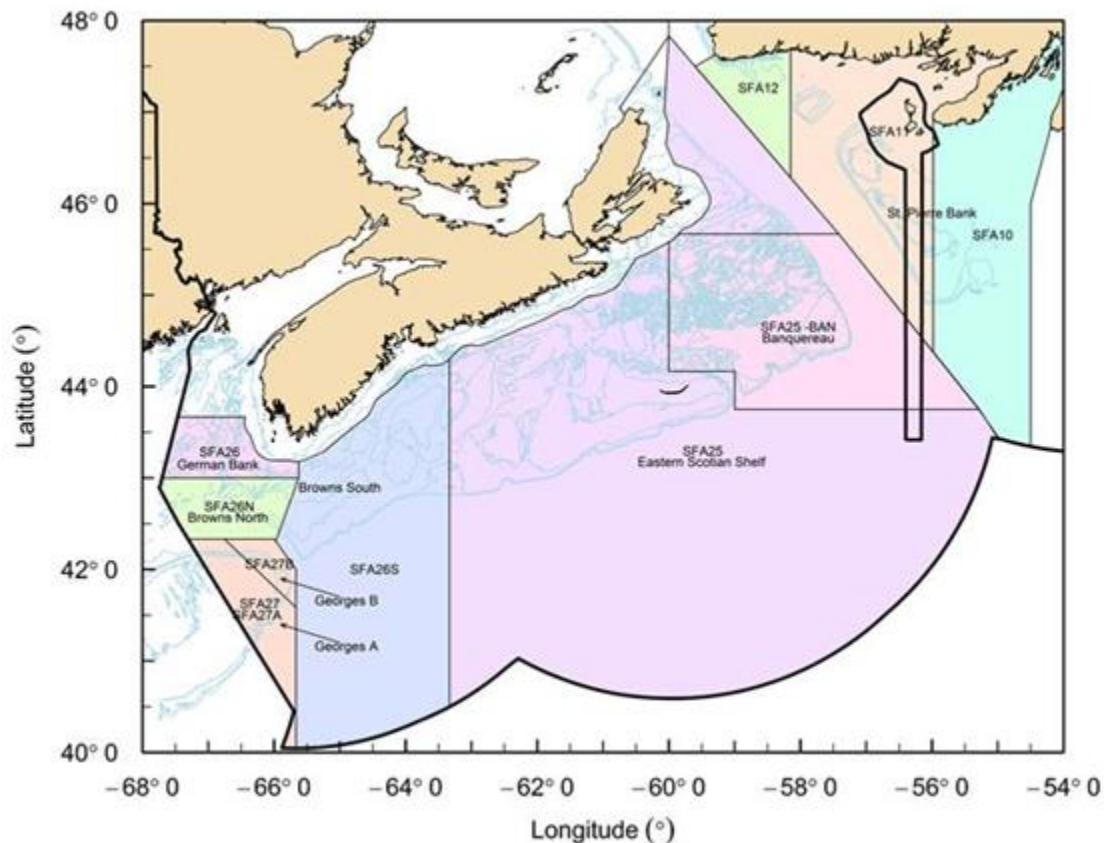 48° 0
46° 0
44° 0
42° 0
40° 0
Latitude (°)
SFA12
SFA11
St. Pierre Bank
SFA10
SFA25 -BAN
Banquereau
SFA25
Eastern Scotian Shelf
SFA26
German Bank
Browns South
SFA26N
Browns North
SFA27B
SFA26S
Georges B
SFA27
SFA27A
Georges A
−68° 0
−66° 0
−64° 0
−62° 0
−60° 0
−58° 0
−56° 0
−54° 0
Longitude (°)